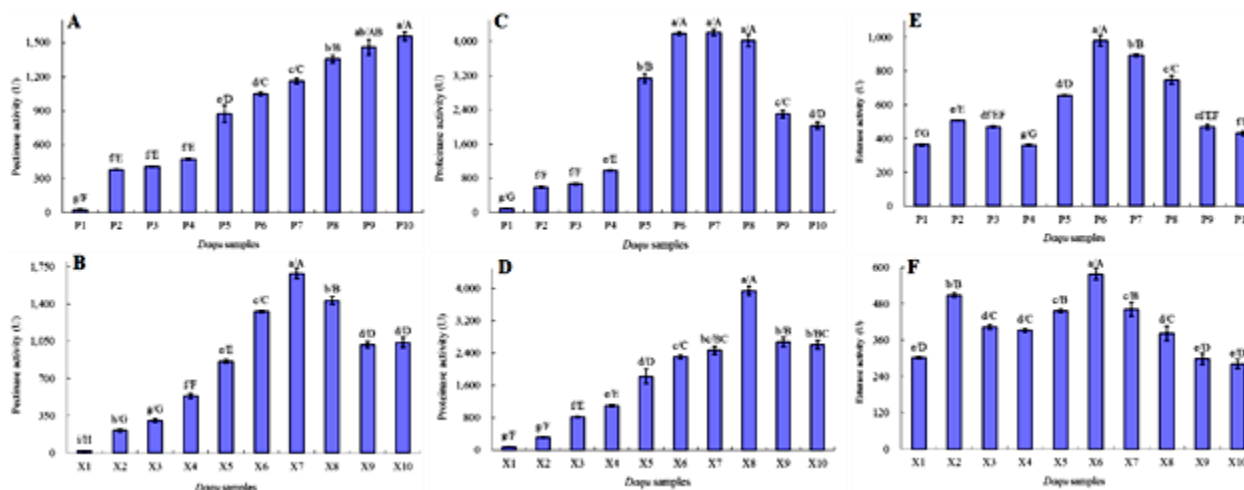 A
Pectinase activity (U)
1,500
1,200
900
600
300
0
g/F
f/E
f/E
f/E
e/D
d/C
c/C
b/B
ab/AB
a/A
P1 P2 P3 P4 P5 P6 P7 P8 P9 P10
Daqu samples
C
Proteinase activity (U)
4,000
3,200
2,400
1,600
800
0
g/G
f/F
f/F
e/E
b/B
a/A
a/A
a/A
c/C
d/D
P1 P2 P3 P4 P5 P6 P7 P8 P9 P10
Daqu samples
E
1,000
800
600
400
200
0
f/G
e/E
df/EF
g/G
d/D
a/A
b/B
c/C
P1 P2 P3 P4 P5 P6 P7 P8 P9
Daqu samples
B
Pectinase activity (U)
1,750
1,400
1,050
700
350
0
i/H
h/G
g/G
f/F
e/E
c/C
a/A
b/B
d/D
d/D
X1 X2 X3 X4 X5 X6 X7 X8 X9 X10
Daqu samples
D
Proteinase activity (U)
4,000
3,200
2,400
1,600
800
0
g/F
g/F
f/E
e/E
d/D
c/C
bc/BC
a/A
b/B
b/BC
X1 X2 X3 X4 X5 X6 X7 X8 X9 X10
Daqu samples
F
600
480
360
240
120
0
e/D
b/B
d/C
d/C
c/B
a/A
c/B
d/C
e/D
e/D
X1 X2 X3 X4 X5 X6 X7 X8 X9 X10
Daqu samples